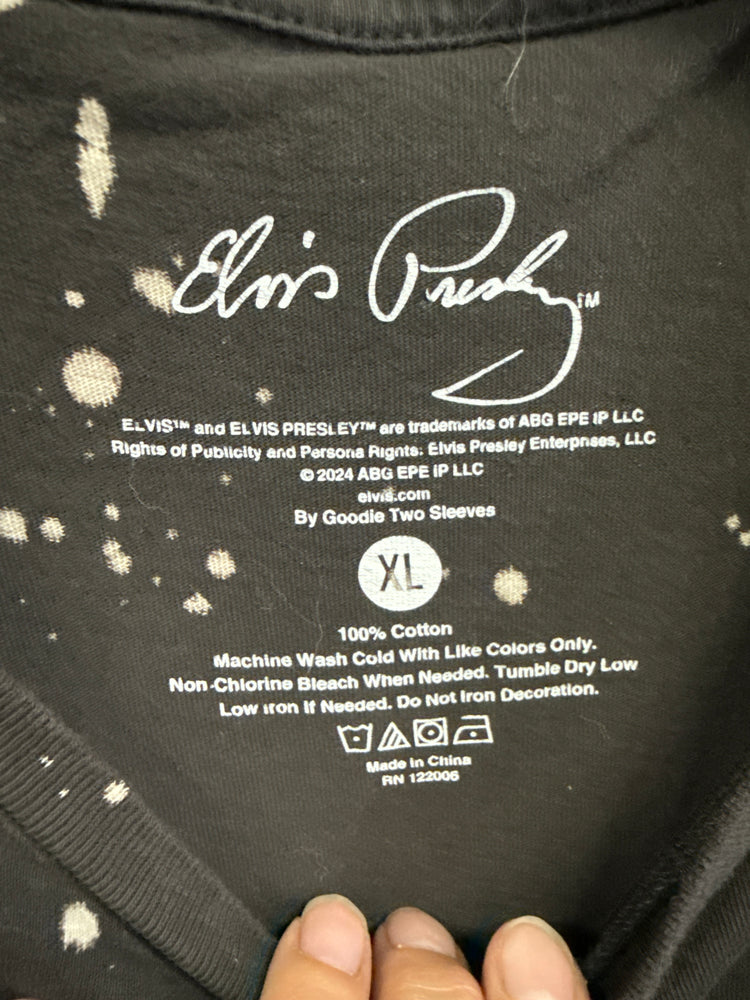 Elvis Presley TM
ELVIS™ and ELVIS PRESLEY™ are trademarks of ABG EPE IP LLC
Rights of Publicity and Persona Rights: Elvis Presley Enterprises, LLC
© 2024 ABG EPE IP LLC
elvis.com
By Goodie Two Sleeves
XL
100% Cotton
Machine Wash Cold With Like Colors Only.
Non-Chlorine Bleach When Needed. Tumble Dry Low
Low Iron If Needed. Do Not Iron Decoration.
Made in China
RN 122006